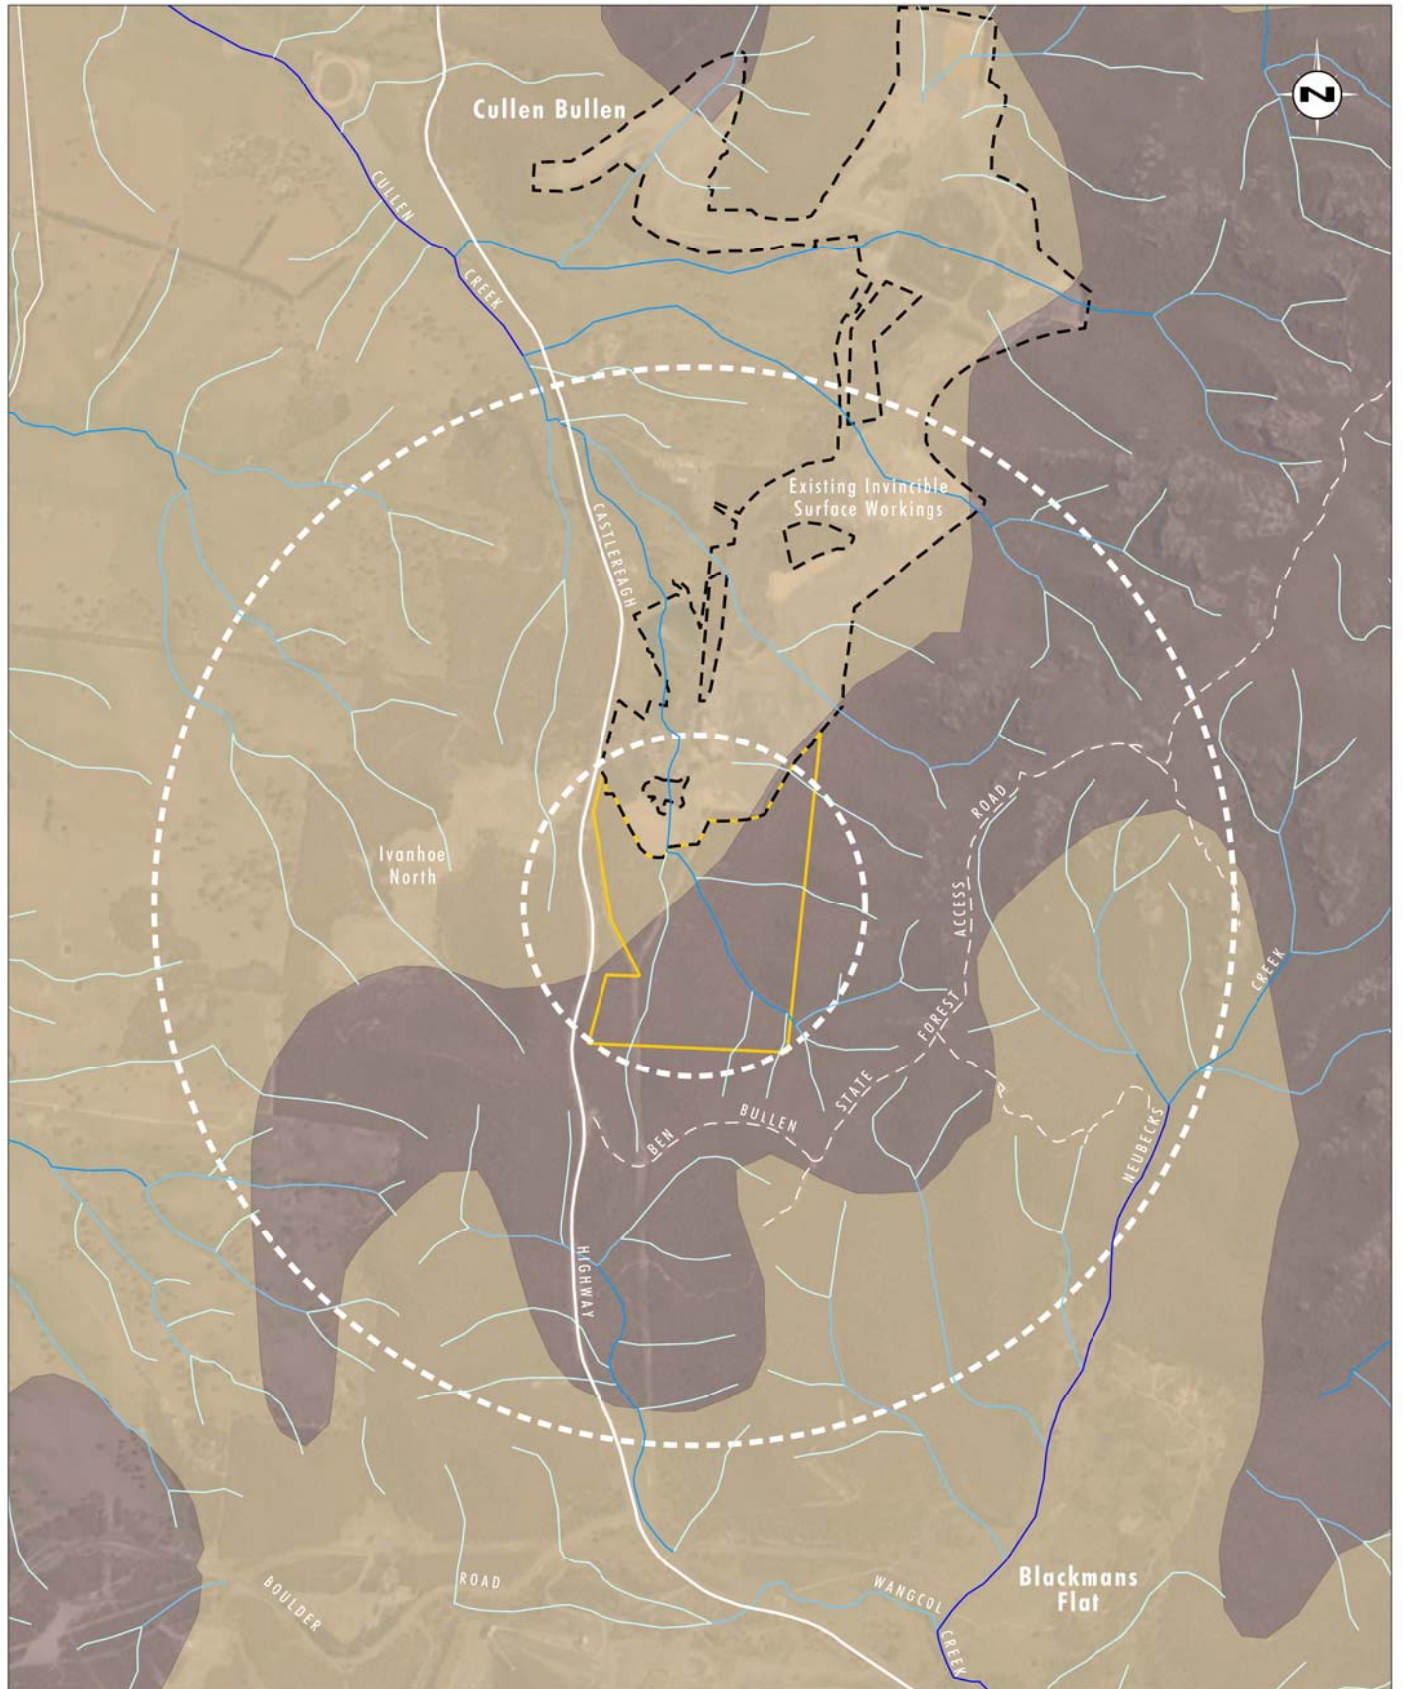 N
Cullen Bullen
CULLEN
CREEK
CASTLEREAGH
Existing Invincible
Surface Workings
Ivanhoe
North
ROAD
ACCESS
FOREST
STATE
BULLEN
BEN
CREEK
NEUBECKS
HIGHWAY
BOULDER
ROAD
WANGCOL
CREEK
Blackmans
Flat